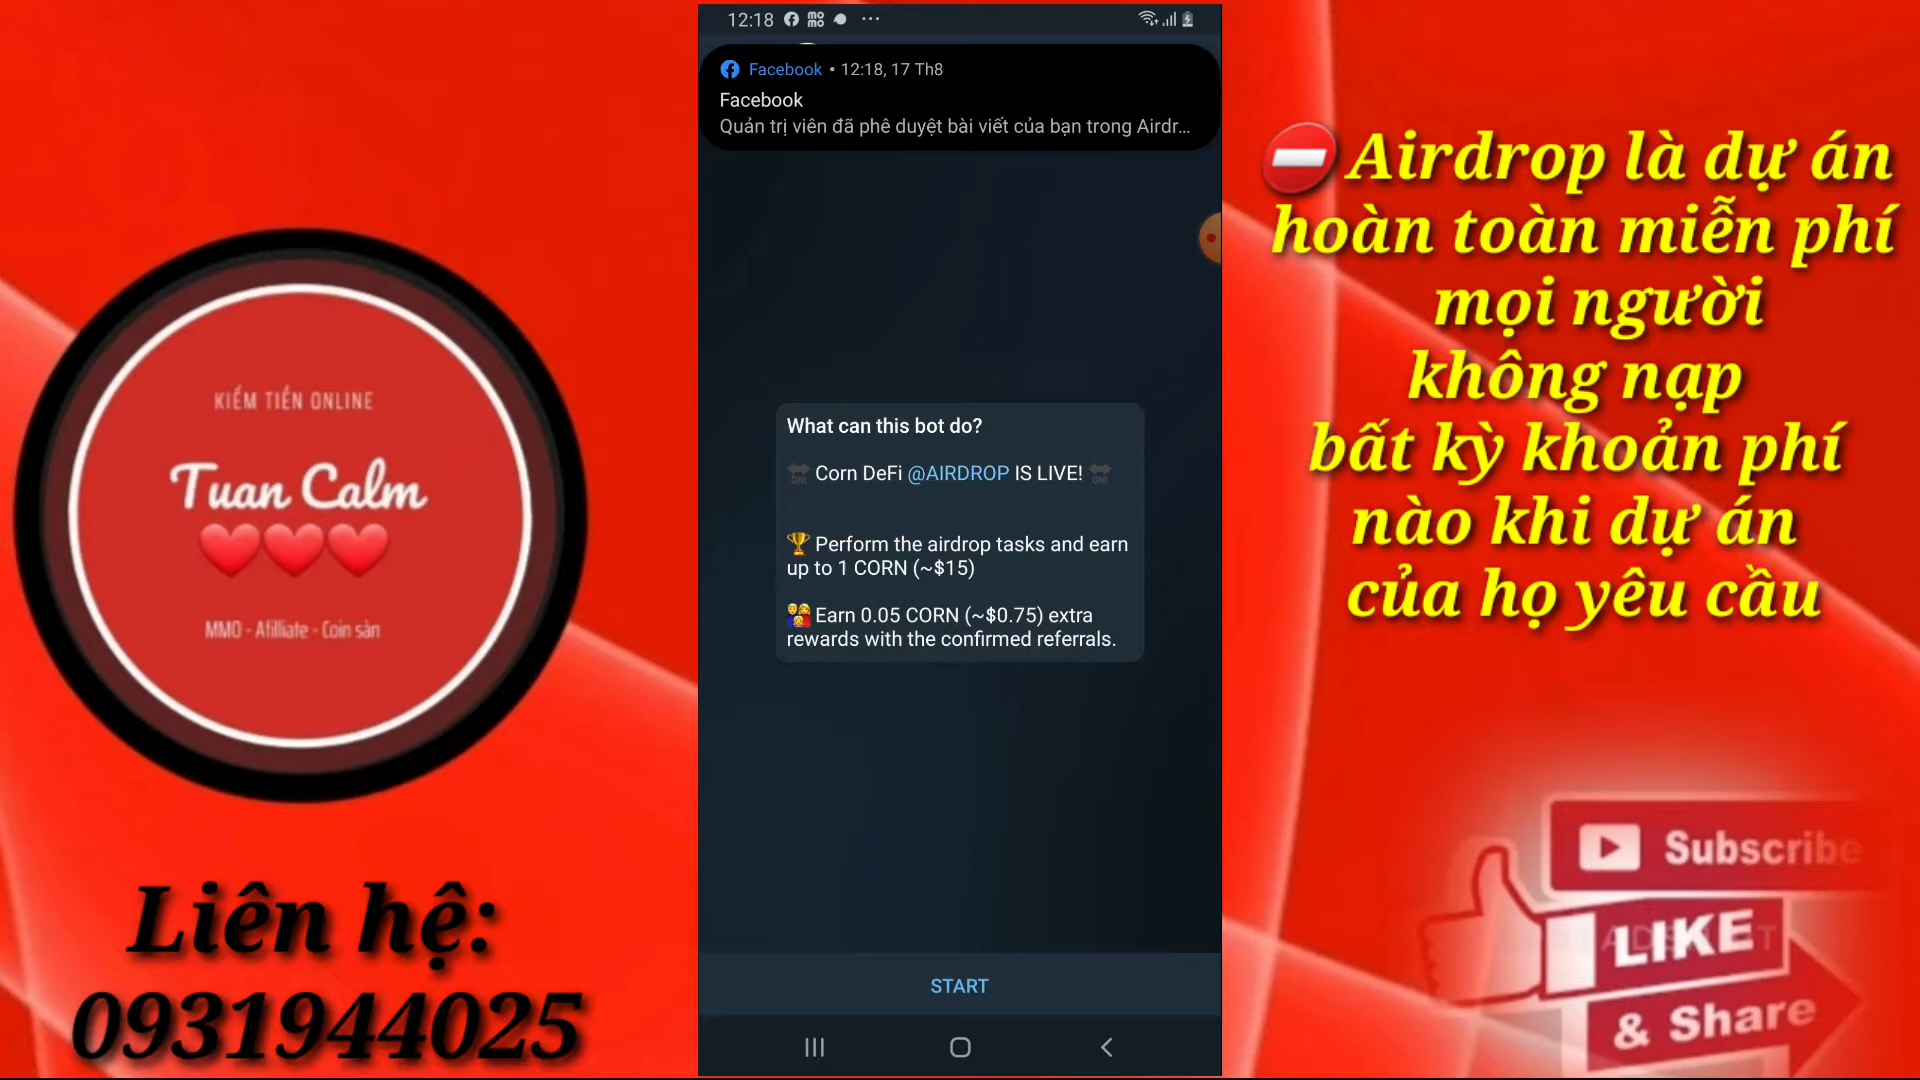 KIẾM TIỀN ONLINE
Tuan Calm
MMO - Afilliate - Coin sàn
Liên hệ:
0931944025
12:18
Facebook • 12:18, 17 Th8
Facebook
Quản trị viên đã phê duyệt bài viết của bạn trong Airdr...
What can this bot do?
Corn DeFi @AIRDROP IS LIVE!
🏆 Perform the airdrop tasks and earn
up to 1 CORN (~$15)
Earn 0.05 CORN (~$0.75) extra
rewards with the confirmed referrals.
START
⛔ Airdrop là dự án
hoàn toàn miễn phí
mọi người
không nạp
bất kỳ khoản phí
nào khi dự án
của họ yêu cầu
Subscribe
LIKE
& Share